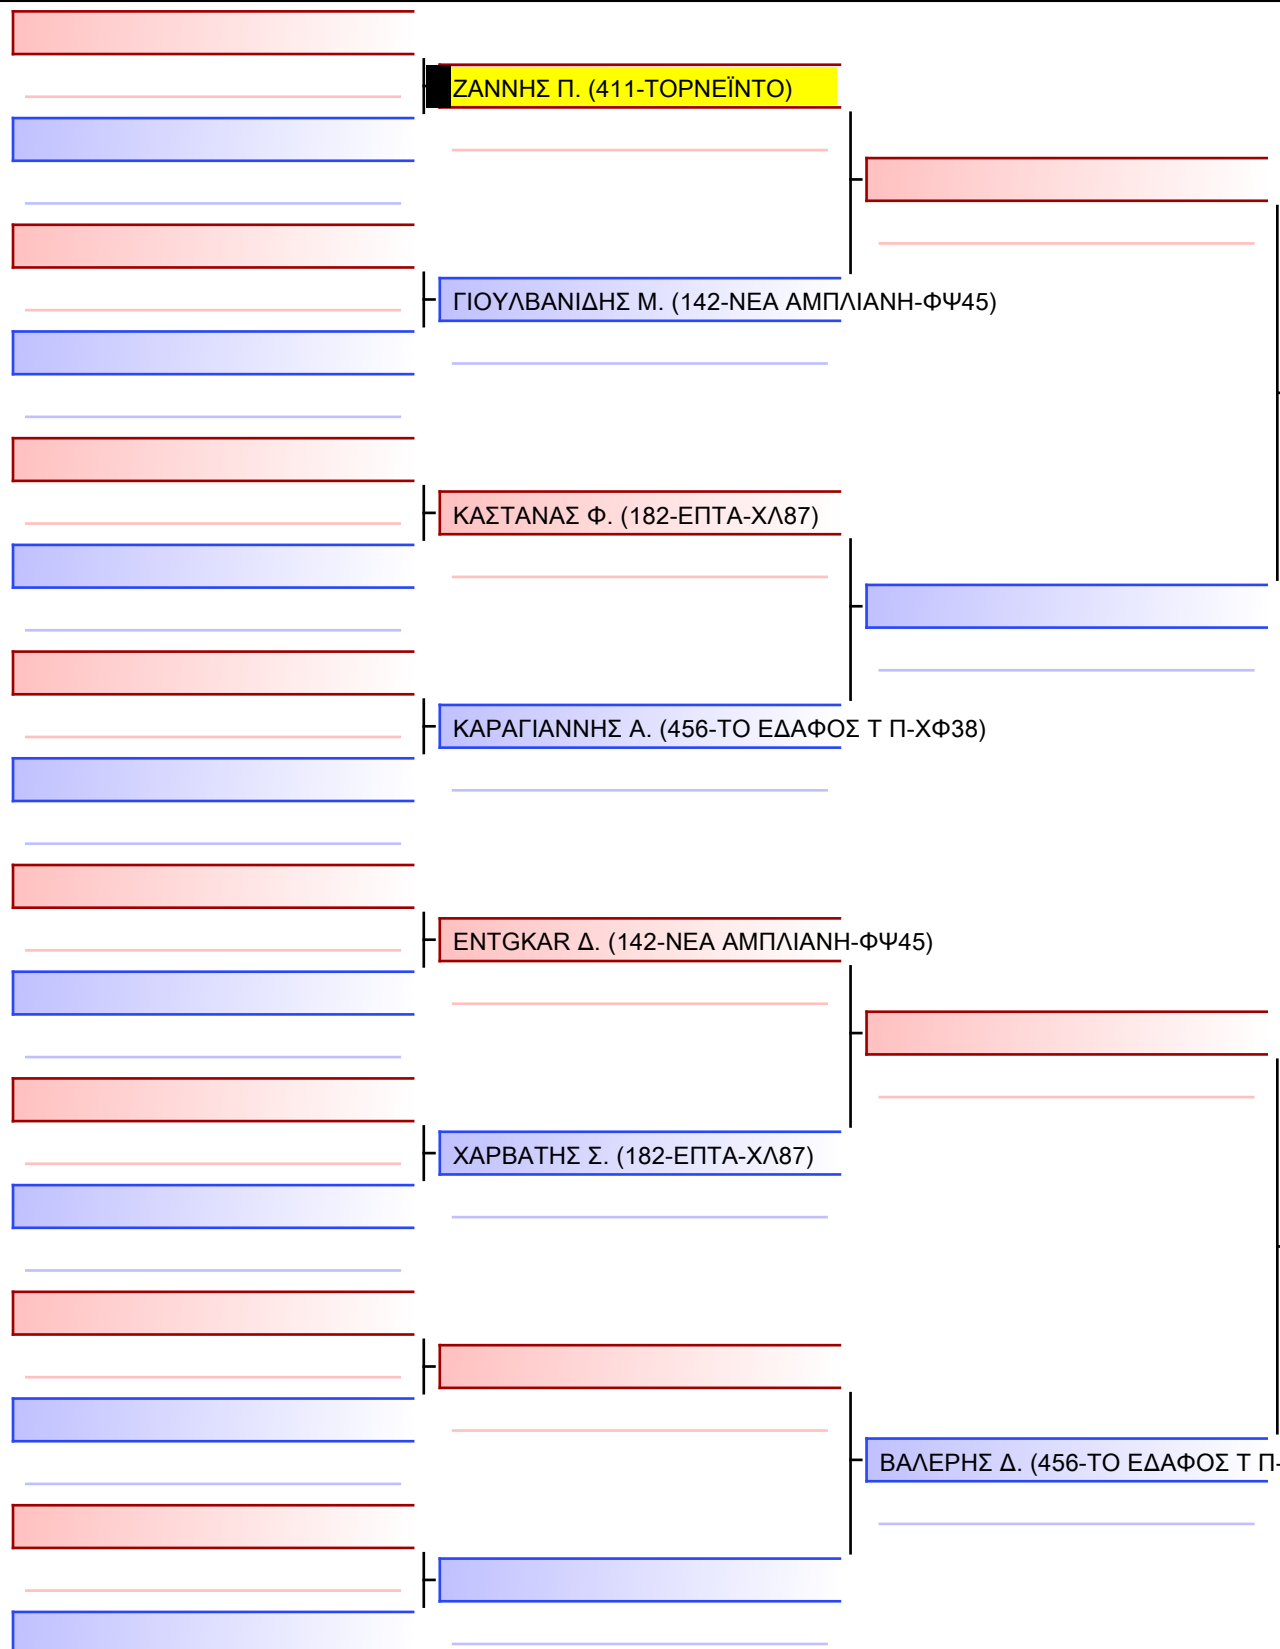 ΖΑΝΝΗΣ Π. (411-ΤΟΡΝΕΪΝΤΟ)
ΓΙΟΥΛΒΑΝΙΔΗΣ Μ. (142-ΝΕΑ ΑΜΠΛΙΑΝΗ-ΦΨ45)
ΚΑΣΤΑΝΑΣ Φ. (182-ΕΠΤΑ-ΧΛ87)
ΚΑΡΑΓΙΑΝΝΗΣ Α. (456-ΤΟ ΕΔΑΦΟΣ Τ Π-ΧΦ38)
ENTGKAR Δ. (142-ΝΕΑ ΑΜΠΛΙΑΝΗ-ΦΨ45)
ΧΑΡΒΑΤΗΣ Σ. (182-ΕΠΤΑ-ΧΛ87)
ΒΑΛΕΡΗΣ Δ. (456-ΤΟ ΕΔΑΦΟΣ Τ Π-